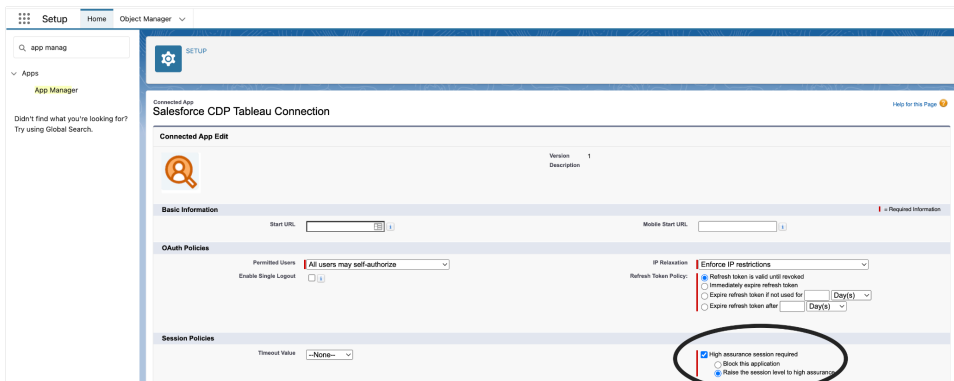 Setup Home Object Manager
app manag
SETUP
Apps
App Manager
Didn't find what you're looking for?
Try using Global Search.
Connected App
Salesforce CDP Tableau Connection
Help for this Page
Connected App Edit
Version 1
Description
Basic Information
= Required Information
Start URL
Mobile Start URL
OAuth Policies
Permitted Users All users may self-authorize
IP Relaxation Enforce IP restrictions
Enable Single Logout
Refresh Token Policy: Refresh token is valid until revoked
Immediately expire refresh token
Expire refresh token if not used for Day(s)
Expire refresh token after Day(s)
Session Policies
Timeout Value --None--
High assurance session required
Block this application
Raise the session level to high assurance